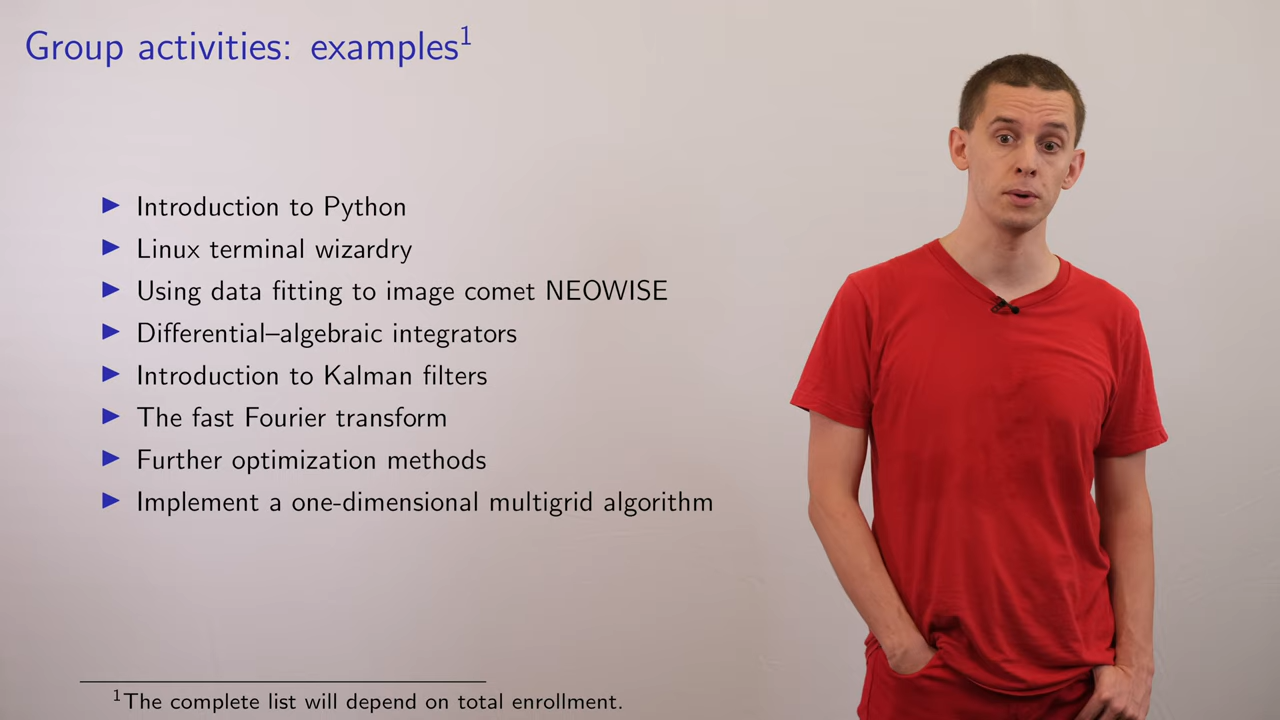 Group activities: examples¹
▶ Introduction to Python
▶ Linux terminal wizardry
▶ Using data fitting to image comet NEOWISE
▶ Differential–algebraic integrators
▶ Introduction to Kalman filters
▶ The fast Fourier transform
▶ Further optimization methods
▶ Implement a one-dimensional multigrid algorithm
¹The complete list will depend on total enrollment.